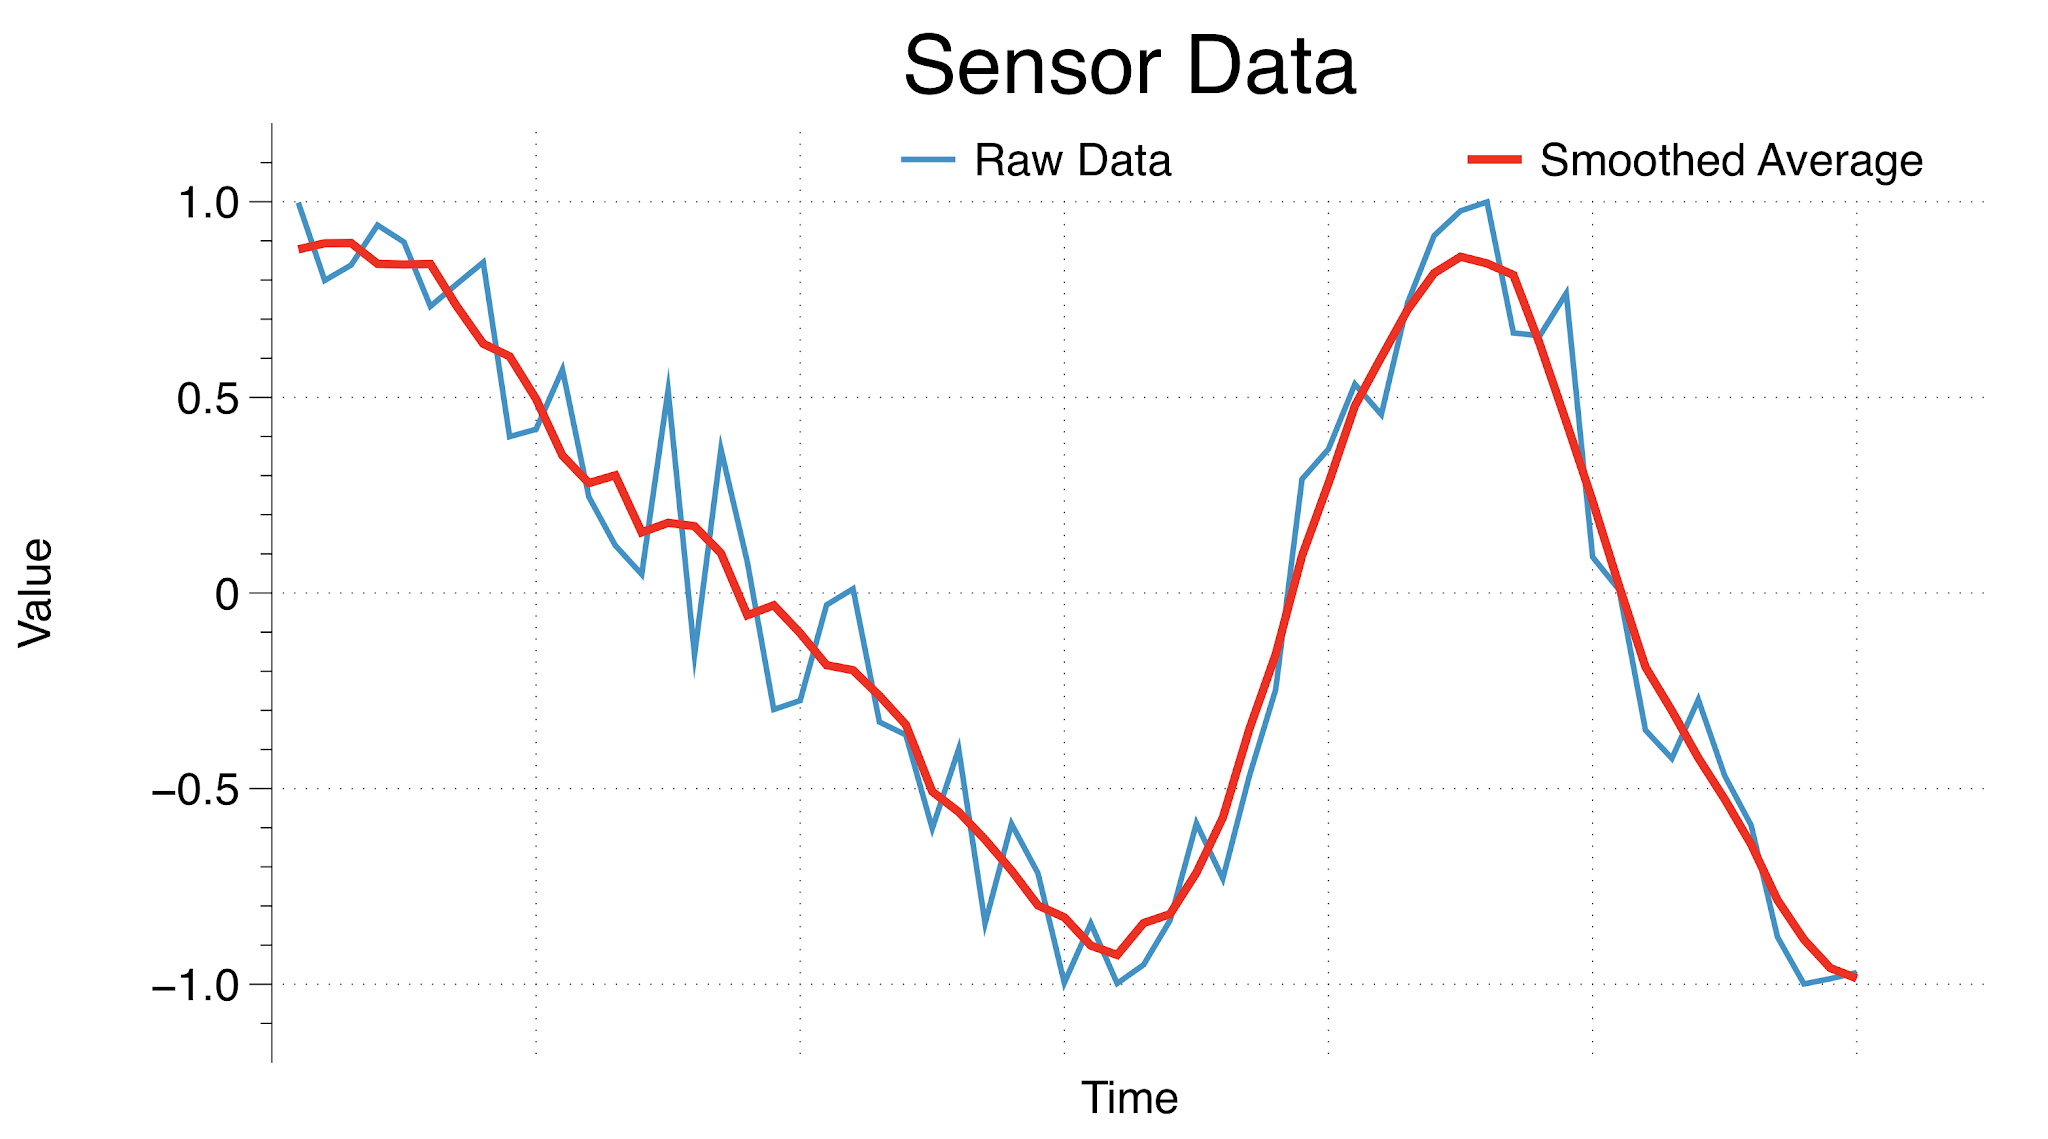 Sensor Data
Raw Data
Smoothed Average
1.0
0.5
0
−0.5
−1.0
Value
Time